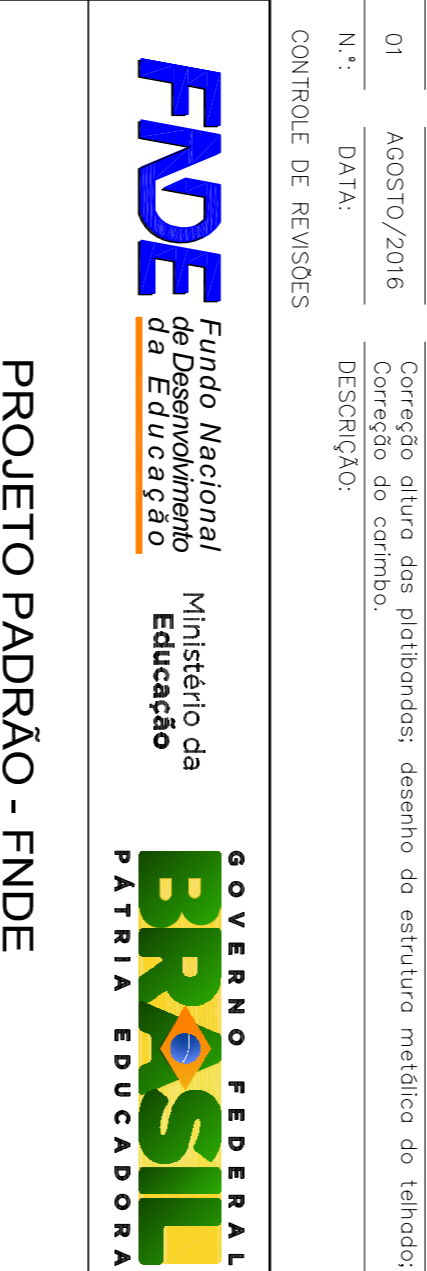 Correção altura das platibandas; desenho da estrutura metálica do telhado;
01 AGOSTO/2016 Correção do carimbo.
N.°: DATA: DESCRIÇÃO:
CONTROLE DE REVISÕES
FNDE
Fundo Nacional
de Desenvolvimento
da Educação
Ministério da
Educação
GOVERNO FEDERAL
BRASIL
PÁTRIA EDUCADORA
PROJETO PADRÃO - FNDE